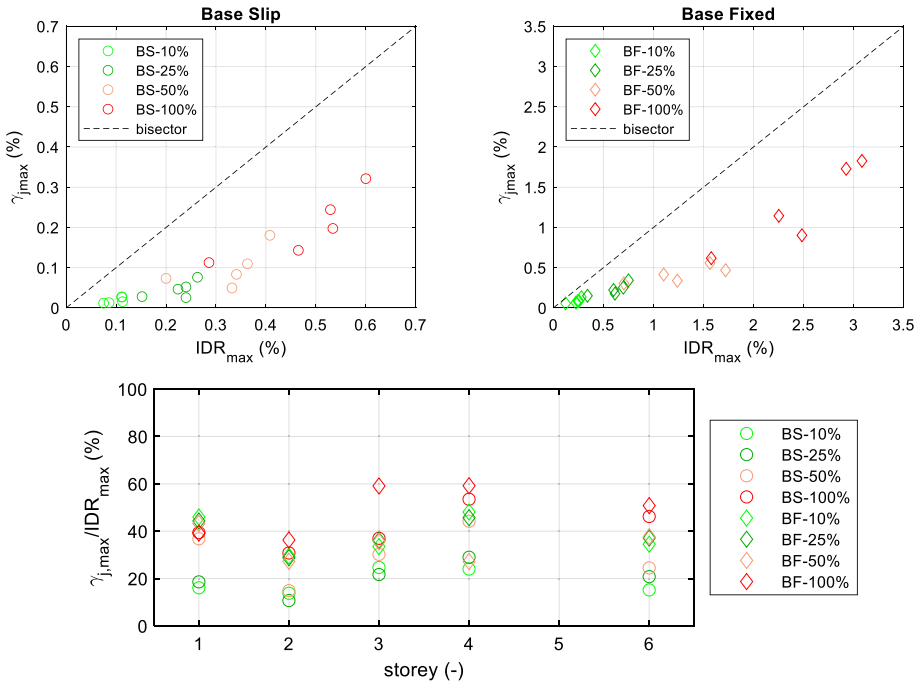 Base Slip
0.7
0.6
0.5
0.4
0.3
0.2
0.1
0
γjmax (%)
BS-10%
BS-25%
BS-50%
BS-100%
bisector
0 0.1 0.2 0.3 0.4 0.5 0.6 0.7
IDRmax (%)
Base Fixed
3.5
3
2.5
2
1.5
1
0.5
0
γjmax (%)
BF-10%
BF-25%
BF-50%
BF-100%
bisector
0 0.5 1 1.5 2 2.5 3 3.5
IDRmax (%)
100
80
60
40
20
0
γj,max/IDRmax (%)
1 2 3 4 5 6
storey (-)
BS-10%
BS-25%
BS-50%
BS-100%
BF-10%
BF-25%
BF-50%
BF-100%